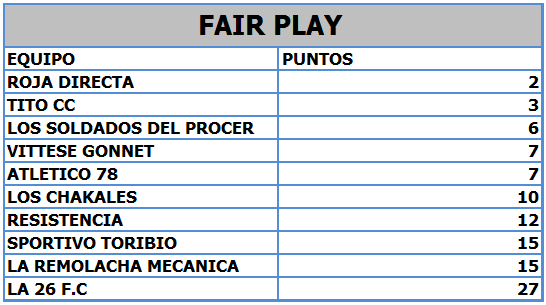 FAIR PLAY
EQUIPO PUNTOS
ROJA DIRECTA 2
TITO CC 3
LOS SOLDADOS DEL PROCER 6
VITTESE GONNET 7
ATLETICO 78 7
LOS CHAKALES 10
RESISTENCIA 12
SPORTIVO TORIBIO 15
LA REMOLACHA MECANICA 15
LA 26 F.C 27